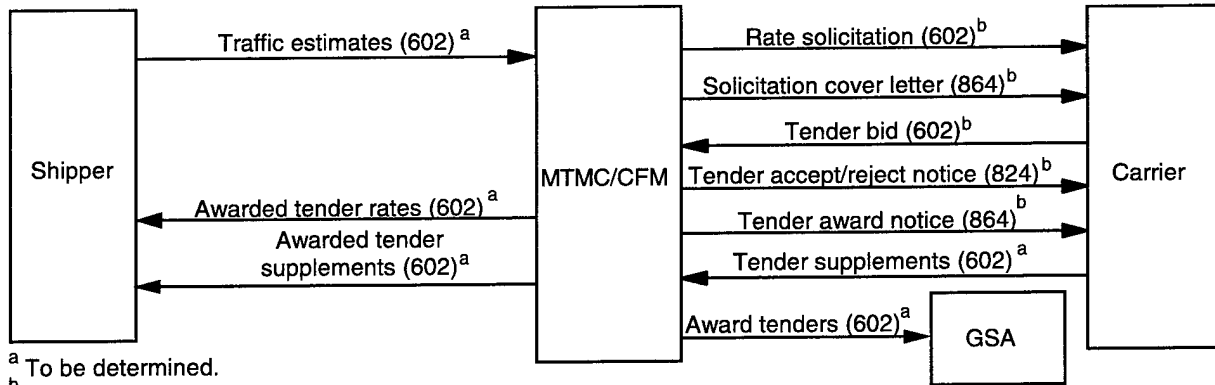 Traffic estimates (602) a
Rate solicitation (602) b
Solicitation cover letter (864) b
Tender bid (602) b
Shipper
MTMC/CFM
Tender accept/reject notice (824) b
Carrier
Awarded tender rates (602) a
Tender award notice (864) b
Awarded tender
supplements (602) a
Tender supplements (602) a
Award tenders (602) a
GSA
a To be determined.
b